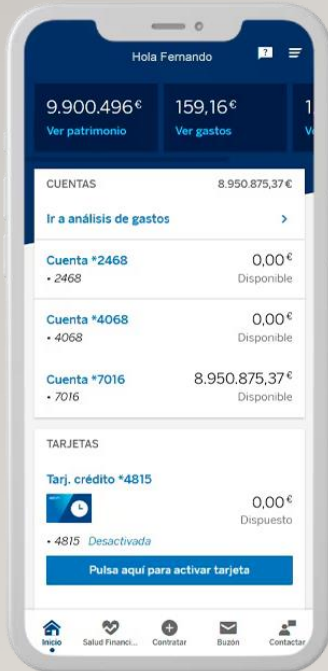 Hola Fernando
?
9.900.496€
159,16€
1
Ver patrimonio
Ver gastos
V
CUENTAS
8.950.875,37€
Ir a análisis de gastos
Cuenta *2468
0,00€
• 2468
Disponible
Cuenta *4068
0,00€
• 4068
Disponible
Cuenta *7016
8.950.875,37€
• 7016
Disponible
TARJETAS
Tarj. crédito *4815
0,00€
Dispuesto
• 4815 Desactivada
Pulsa aquí para activar tarjeta
Inicio
Salud Financi...
Contratar
Buzón
Contactar